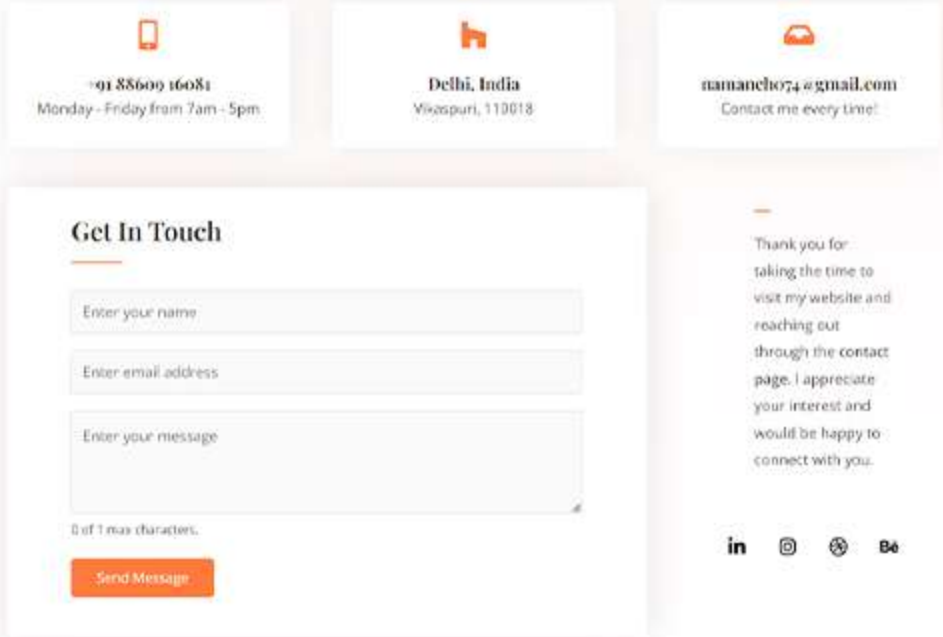 +91 88609 16081
Monday - Friday from 7am - 5pm
Delhi, India
Vikaspuri, 110018
namancho74@gmail.com
Contact me every time!
Get In Touch
Enter your name
Enter email address
Enter your message
0 of 1 max characters.
Send Message
Thank you for
taking the time to
visit my website and
reaching out
through the contact
page. I appreciate
your interest and
would be happy to
connect with you.
in
Bē